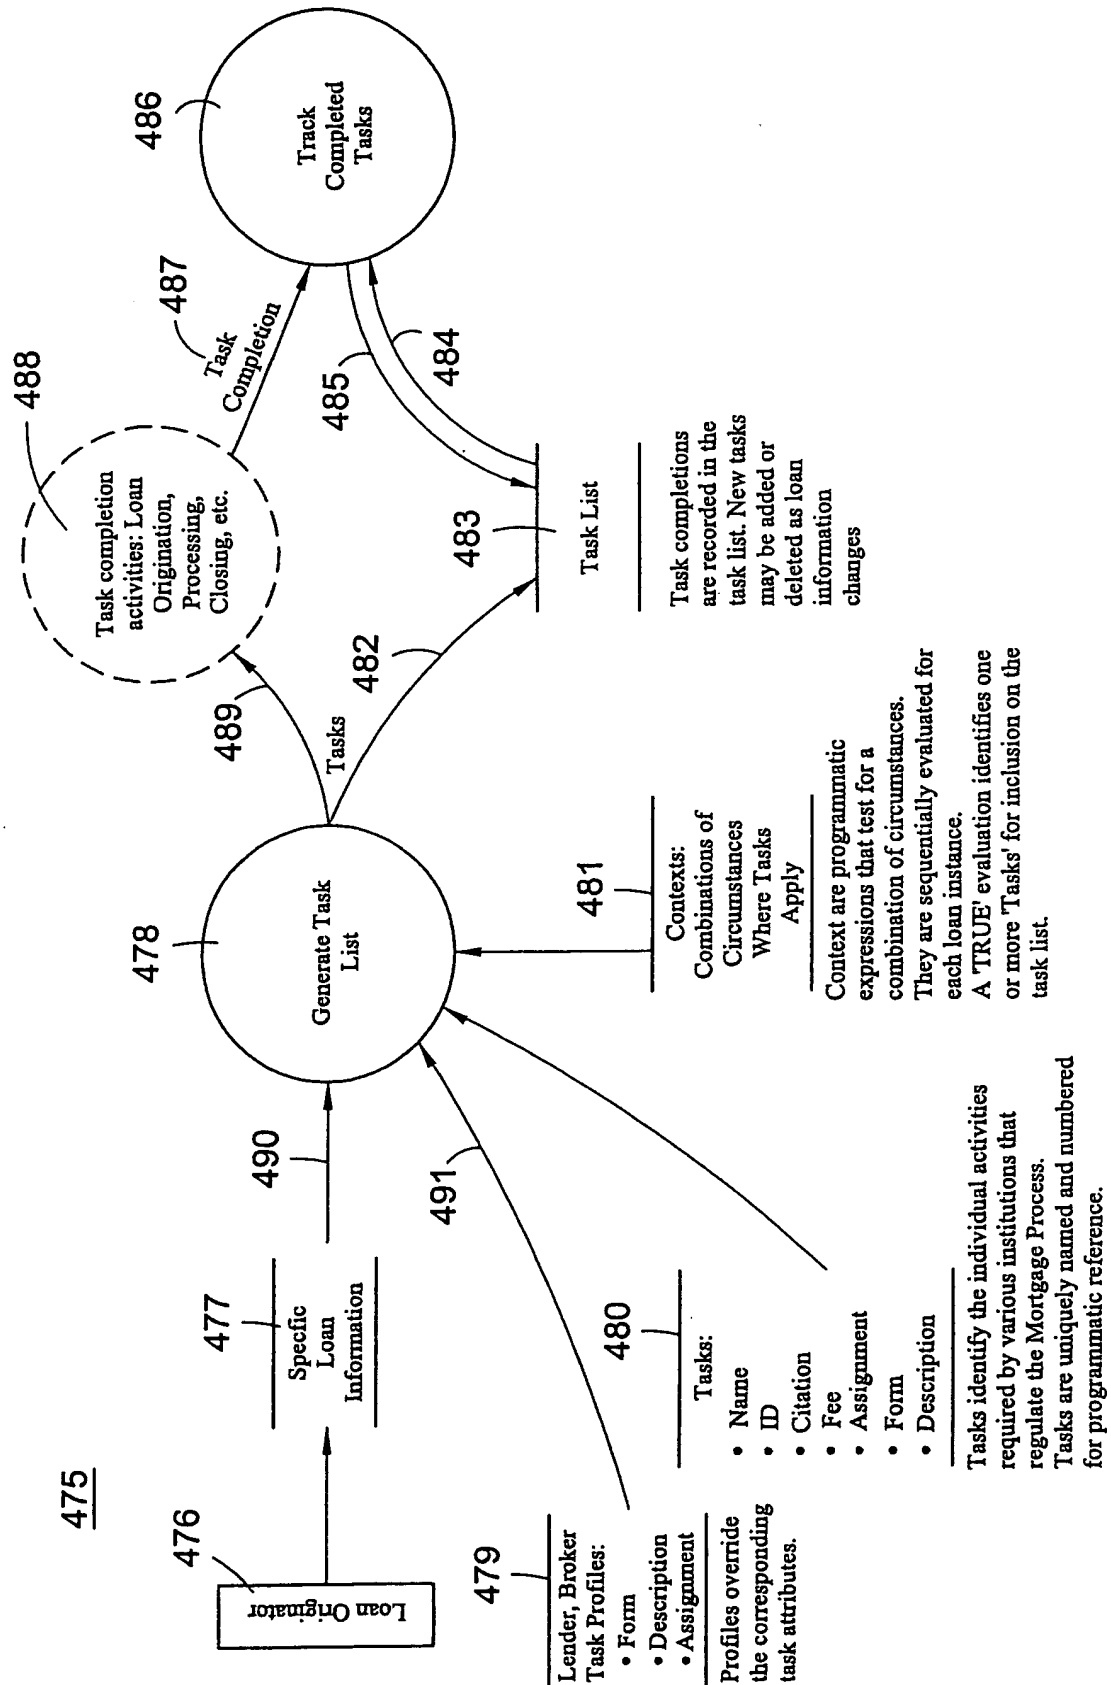 475
476
Loan Originator
477
Specfic
Loan
Information
490
478
Generate Task
List
489
Tasks
482
488
Task completion
activities: Loan
Origination,
Processing,
Closing, etc.
487
Task
Completion
486
Track
Completed
Tasks
485
484
483
Task List
Task completions
are recorded in the
task list. New tasks
may be added or
deleted as loan
information
changes
491
479
Lender, Broker
Task Profiles:
• Form
• Description
• Assignment
Profiles override
the corresponding
task attributes.
480
Tasks:
• Name
• ID
• Citation
• Fee
• Assignment
• Form
• Description
Tasks identify the individual activities
required by various institutions that
regulate the Mortgage Process.
Tasks are uniquely named and numbered
for programmatic reference.
481
Contexts:
Combinations of
Circumstances
Where Tasks
Apply
Context are programmatic
expressions that test for a
combination of circumstances.
They are sequentially evaluated for
each loan instance.
A 'TRUE' evaluation identifies one
or more 'Tasks' for inclusion on the
task list.